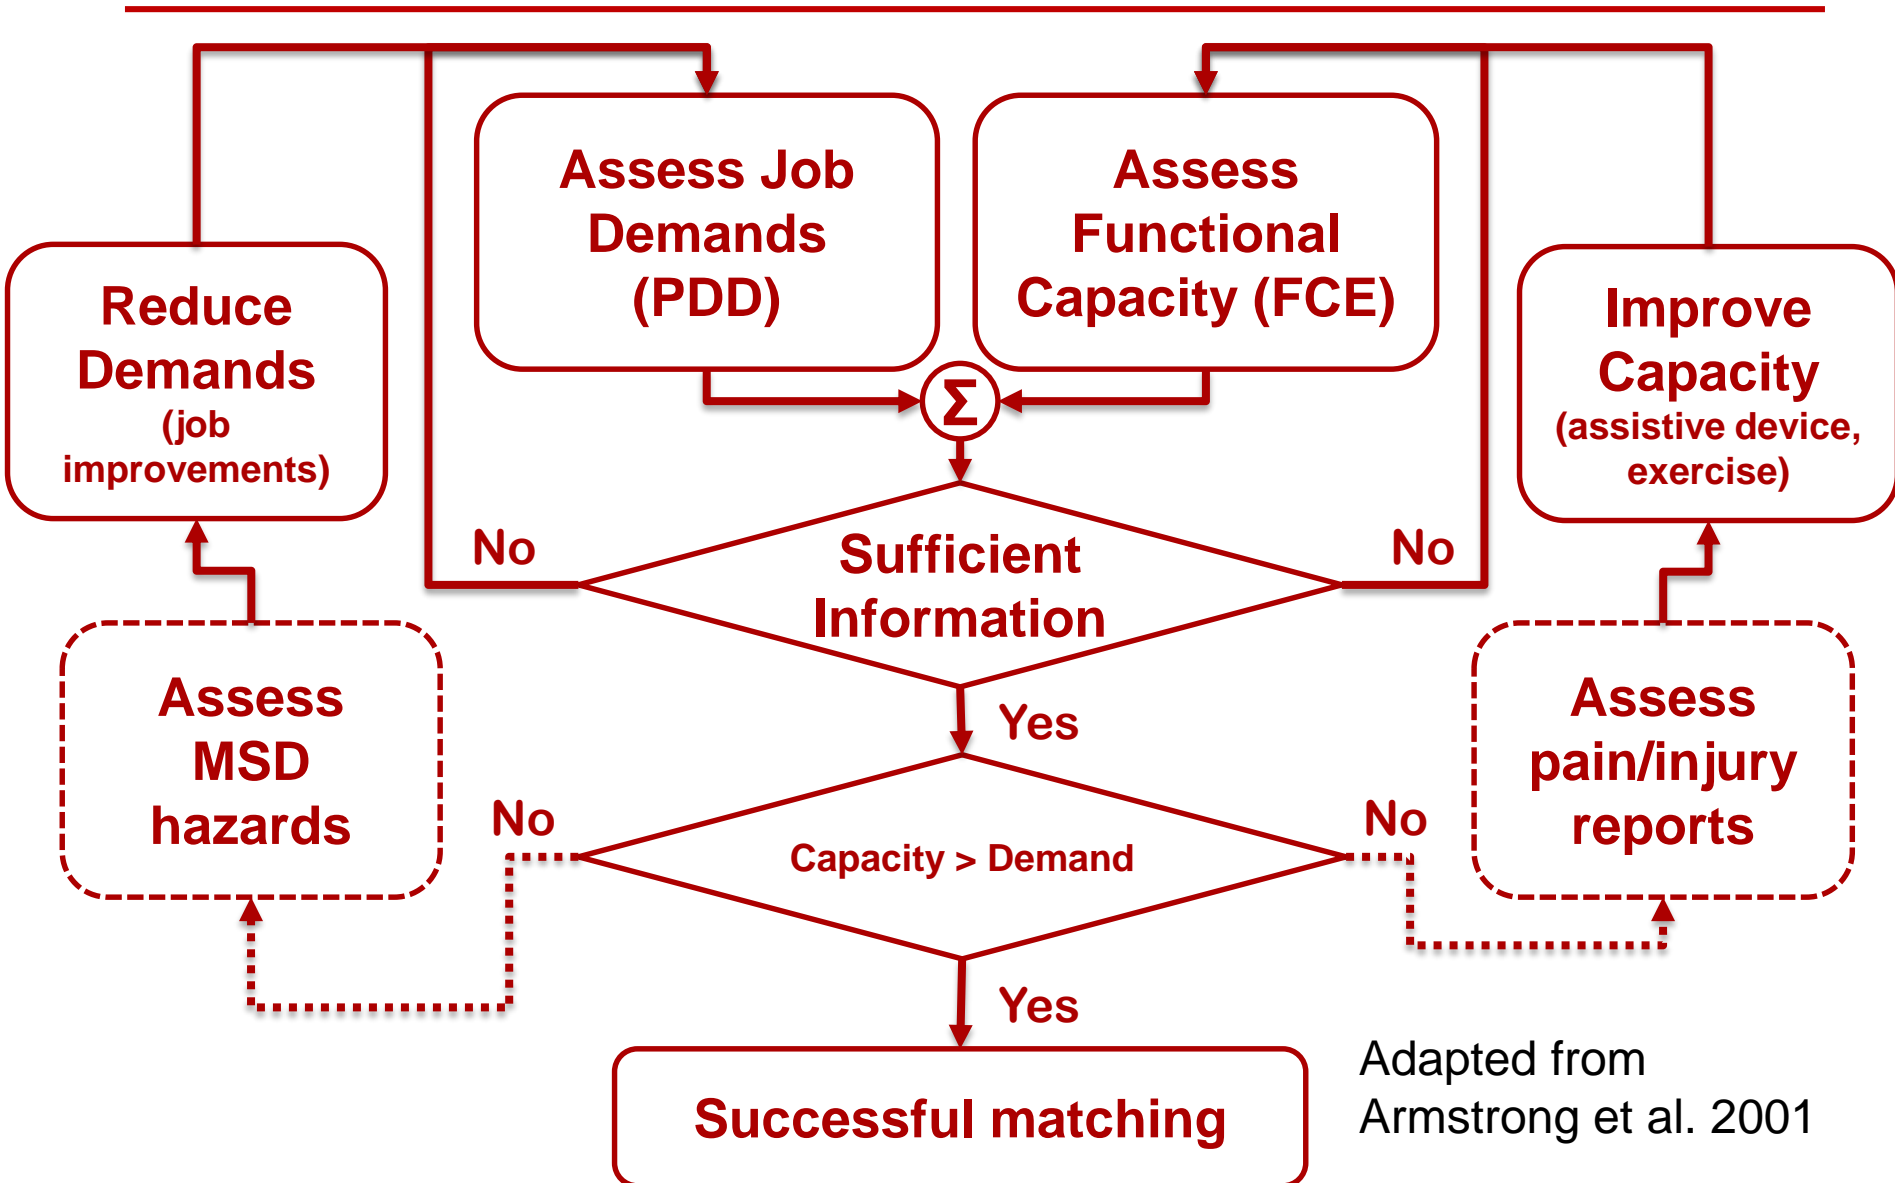 Assess Job
Demands
(PDD)
Assess
Functional
Capacity (FCE)
Reduce
Demands
(job
improvements)
Improve
Capacity
(assistive device,
exercise)
Σ
No
Sufficient
Information
No
Assess
MSD
hazards
Yes
Assess
pain/injury
reports
No
Capacity > Demand
No
Yes
Successful matching
Adapted from
Armstrong et al. 2001